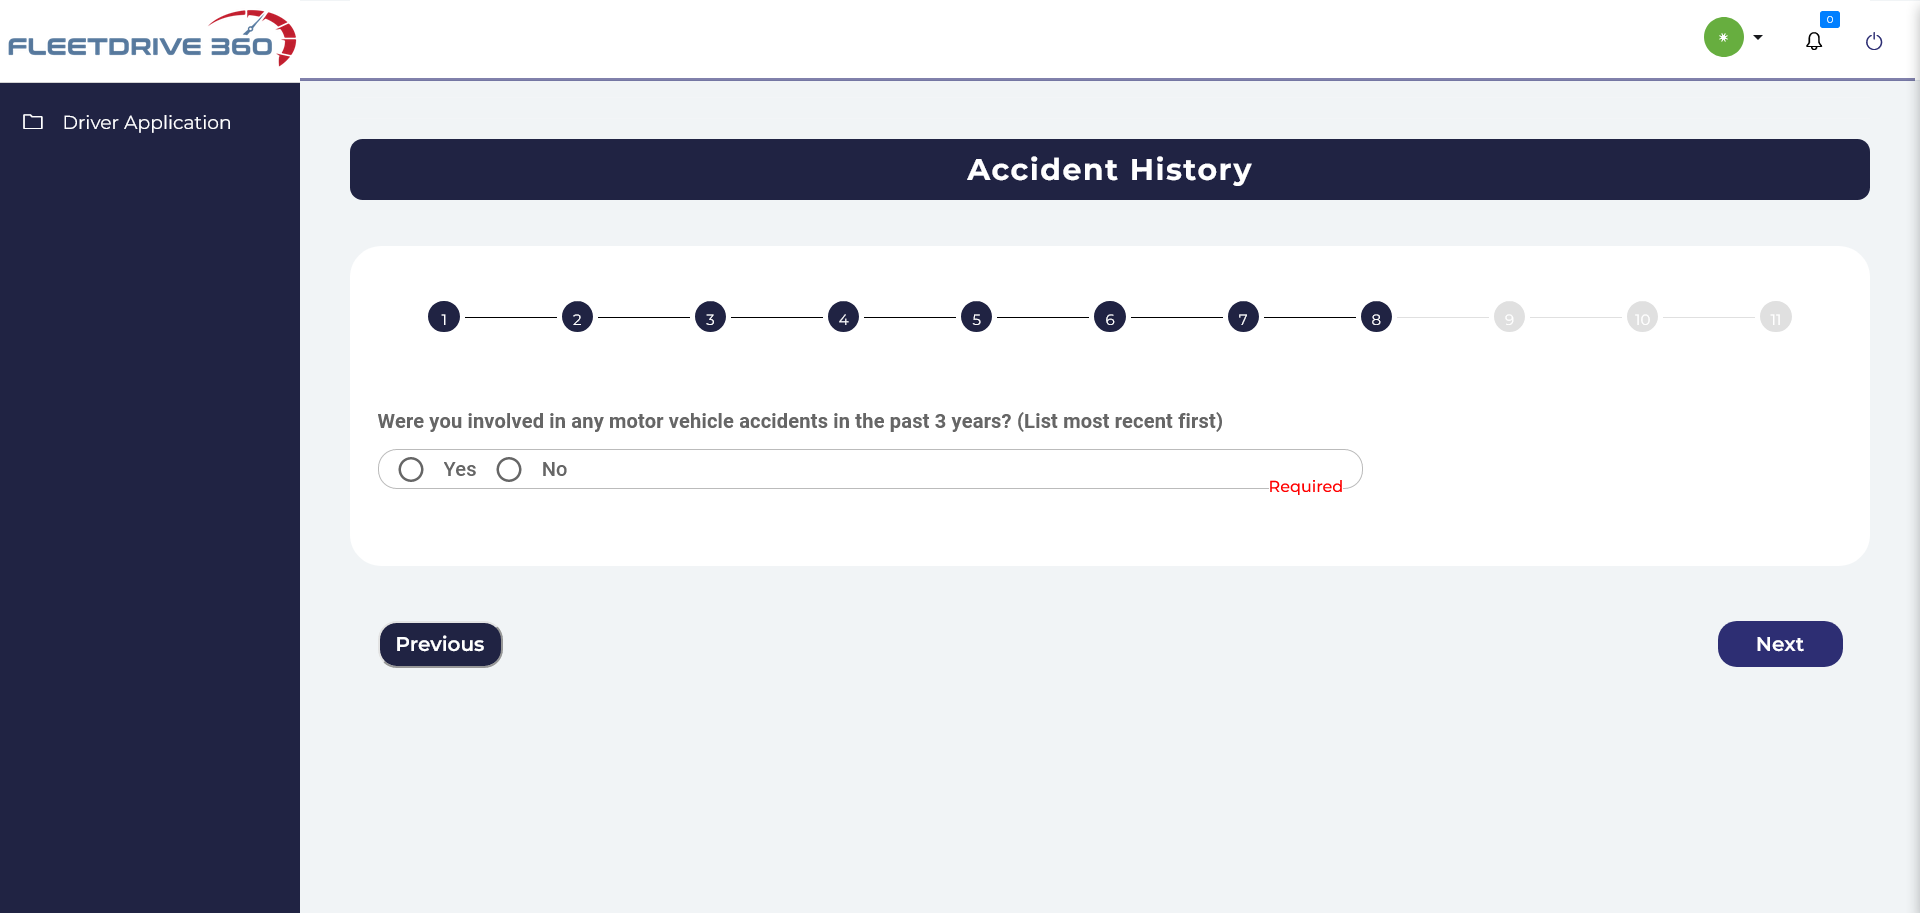 FLEETDRIVE 360
0
Driver Application
Accident History
1 2 3 4 5 6 7 8 9 10 11
Were you involved in any motor vehicle accidents in the past 3 years? (List most recent first)
Yes No
Required
Previous Next